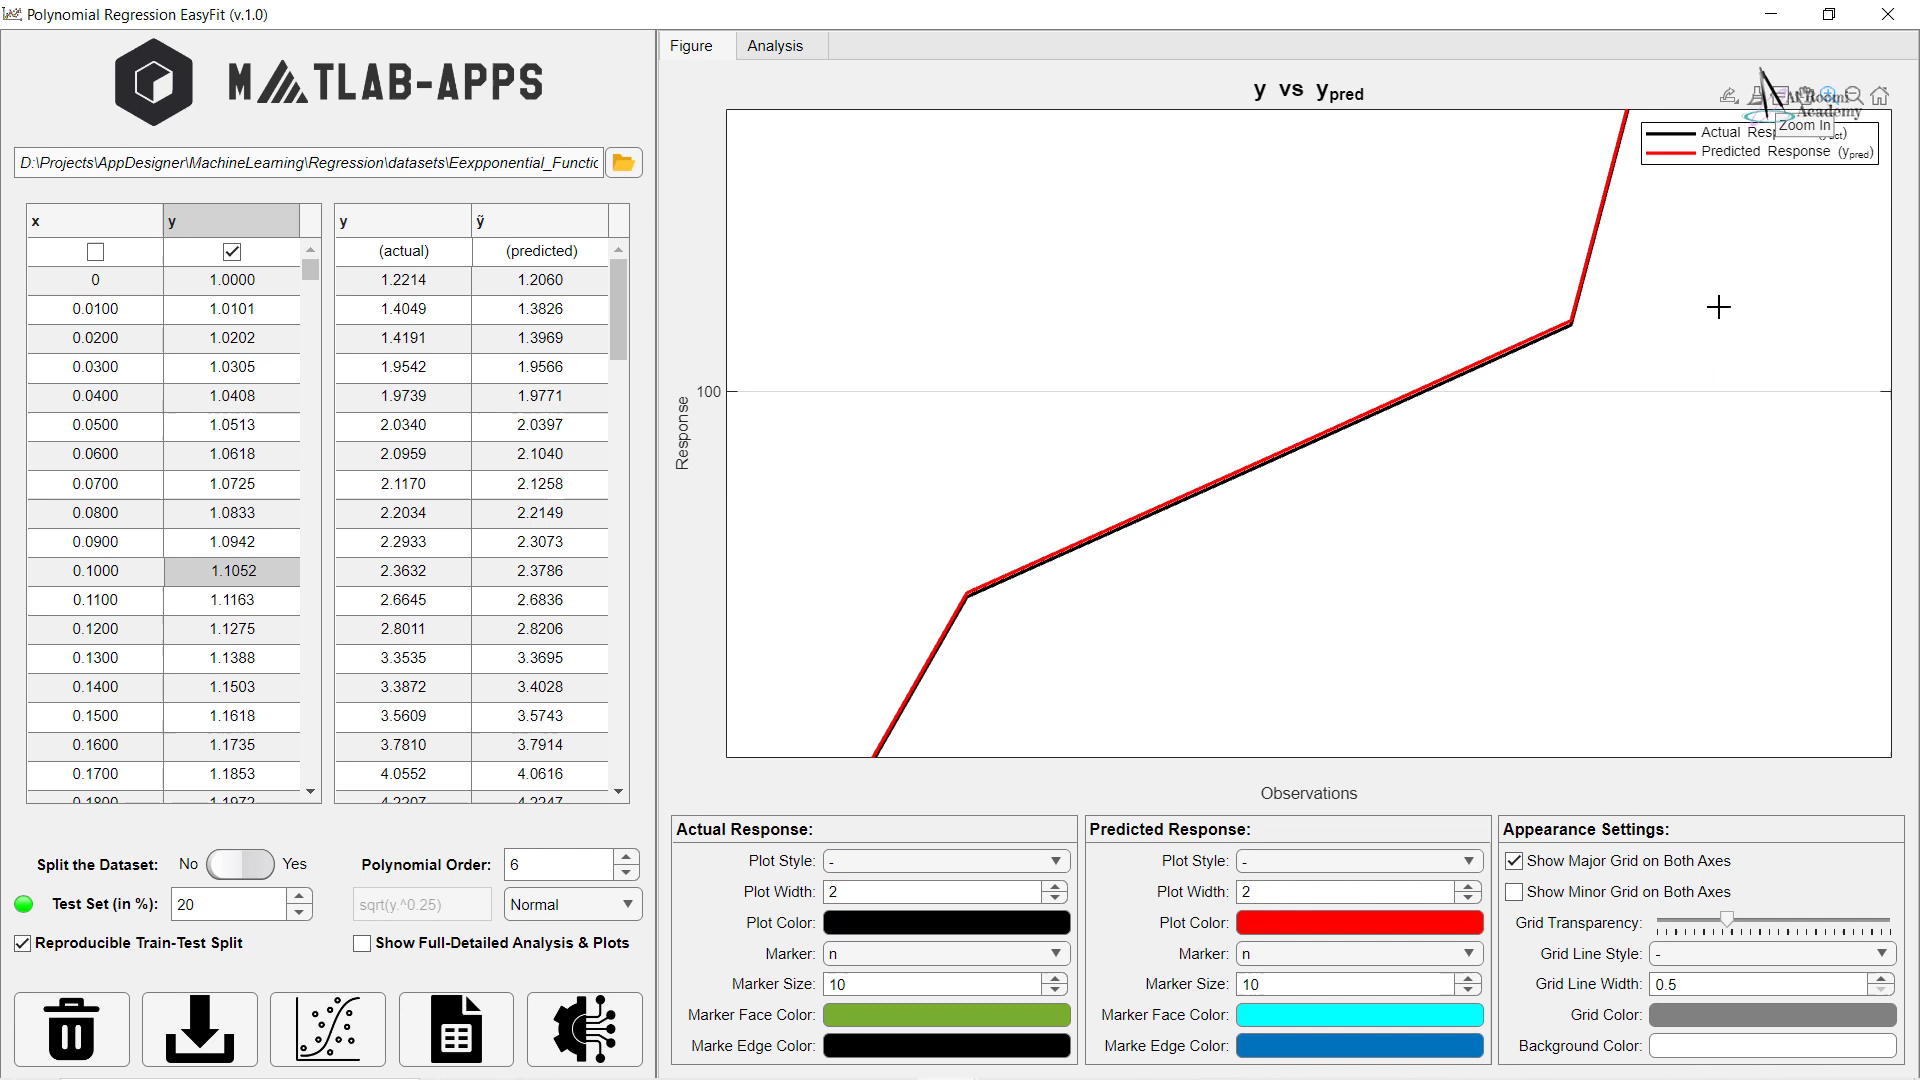 Polynomial Regression EasyFit (v.1.0)
MATLAB-APPS
D:\Projects\AppDesigner\MachineLearning\Regression\datasets\Eexpponential_Functic
x y
0 1.0000
0.0100 1.0101
0.0200 1.0202
0.0300 1.0305
0.0400 1.0408
0.0500 1.0513
0.0600 1.0618
0.0700 1.0725
0.0800 1.0833
0.0900 1.0942
0.1000 1.1052
0.1100 1.1163
0.1200 1.1275
0.1300 1.1388
0.1400 1.1503
0.1500 1.1618
0.1600 1.1735
0.1700 1.1853
0.1800 1.1972
y ỹ
(actual) (predicted)
1.2214 1.2060
1.4049 1.3826
1.4191 1.3969
1.9542 1.9566
1.9739 1.9771
2.0340 2.0397
2.0959 2.1040
2.1170 2.1258
2.2034 2.2149
2.2933 2.3073
2.3632 2.3786
2.6645 2.6836
2.8011 2.8206
3.3535 3.3695
3.3872 3.4028
3.5609 3.5743
3.7810 3.7914
4.0552 4.0616
4.2207 4.2247
Split the Dataset: No Yes
Polynomial Order: 6
Test Set (in %): 20
sqrt(y.^0.25) Normal
Reproducible Train-Test Split
Show Full-Detailed Analysis & Plots
Figure Analysis
y vs ypred
Academy
Zoom In
Actual
Predicted Response (ypred)
100
Response
Observations
Actual Response:
Plot Style: -
Plot Width: 2
Plot Color:
Marker: n
Marker Size: 10
Marker Face Color:
Marke Edge Color:
Predicted Response:
Plot Style: -
Plot Width: 2
Plot Color:
Marker: n
Marker Size: 10
Marker Face Color:
Marke Edge Color:
Appearance Settings:
Show Major Grid on Both Axes
Show Minor Grid on Both Axes
Grid Transparency:
Grid Line Style: -
Grid Line Width: 0.5
Grid Color:
Background Color: